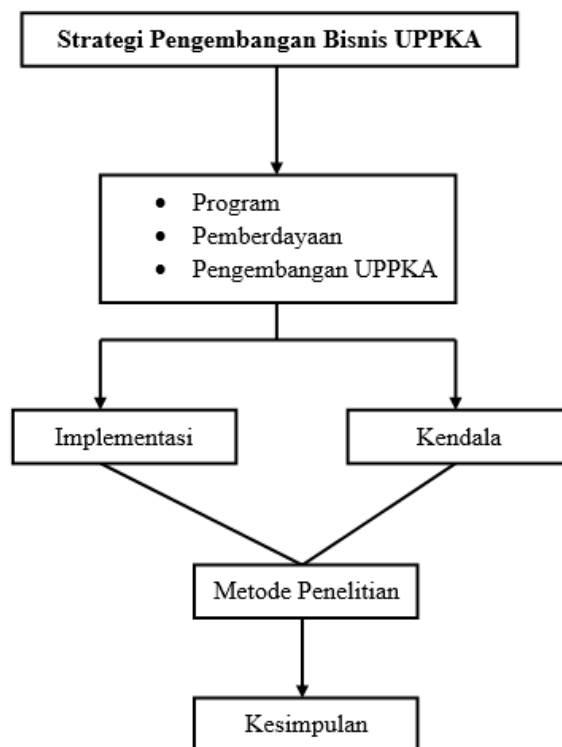 Strategi Pengembangan Bisnis UPPKA
• Program
• Pemberdayaan
• Pengembangan UPPKA
Implementasi
Kendala
Metode Penelitian
Kesimpulan